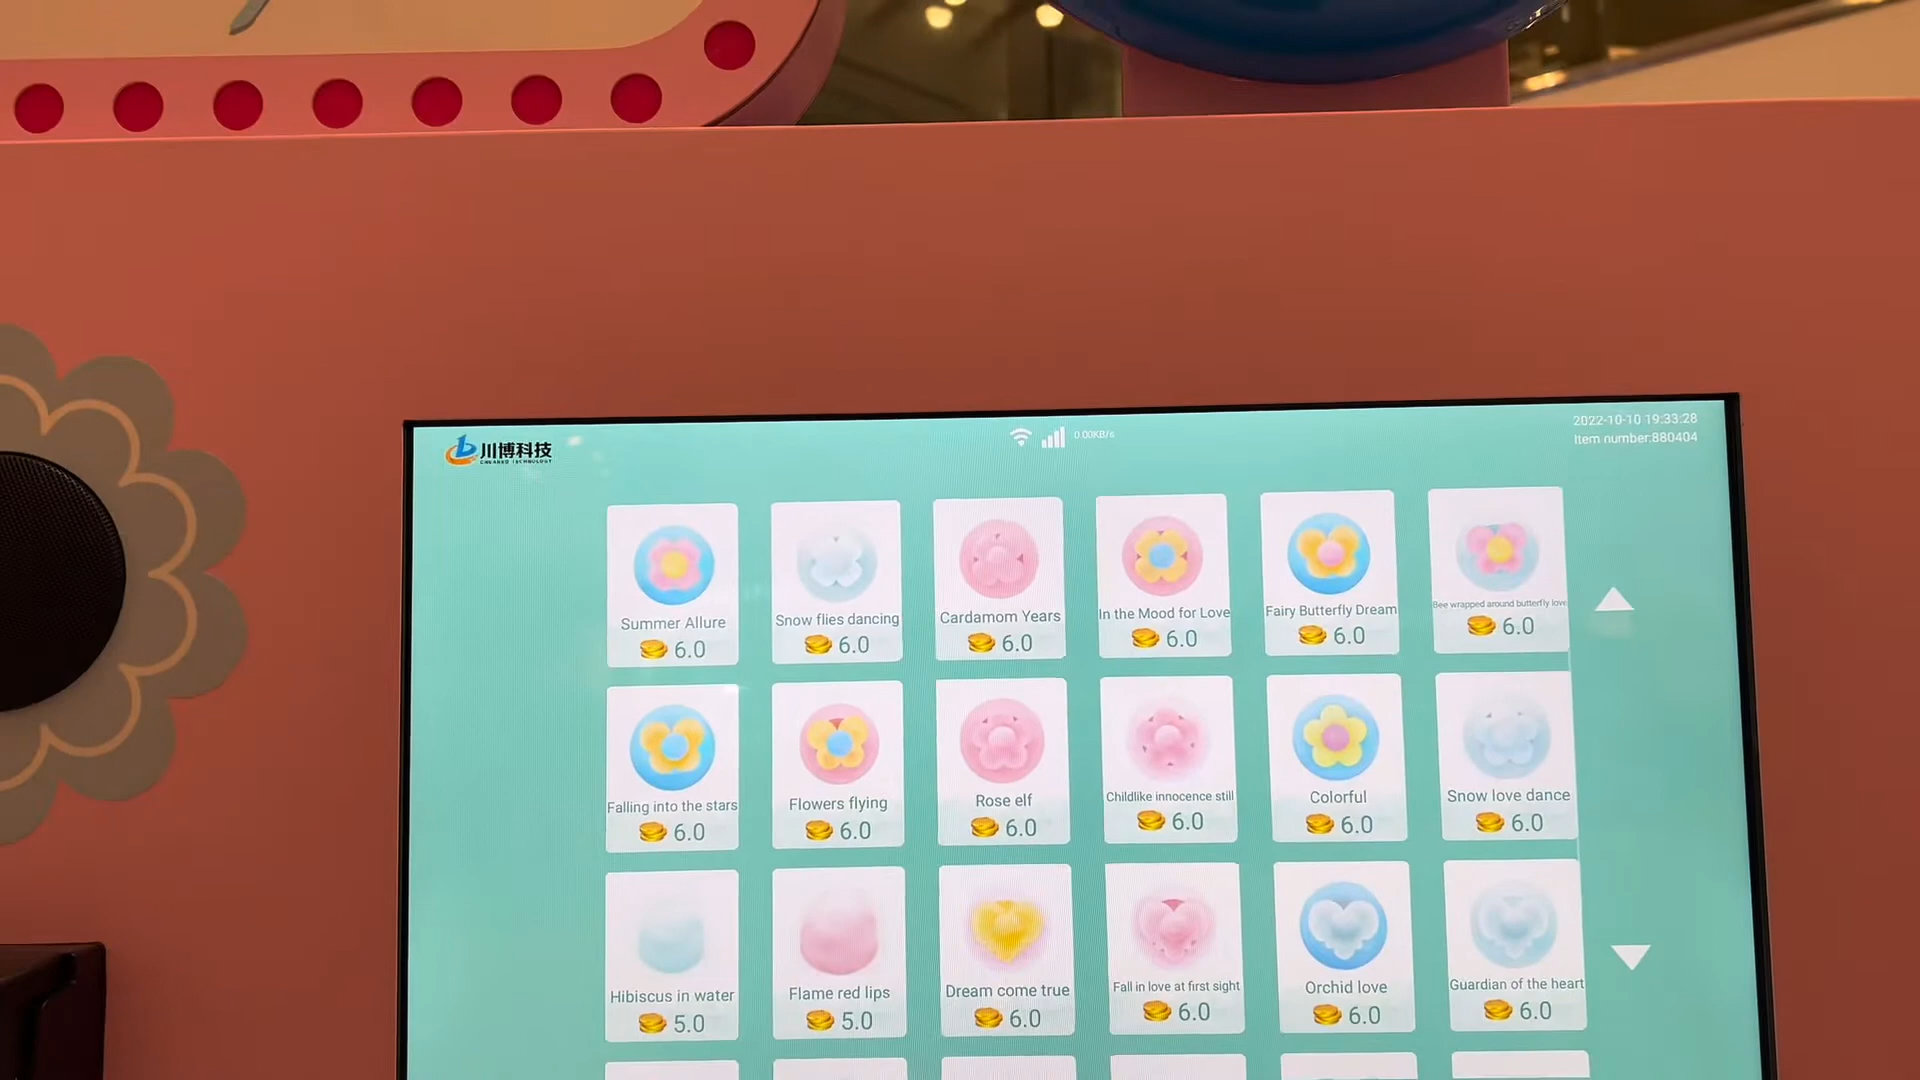 川博科技
0.00KB/s
2022-10-10 19:33:28
Item number:880404
Summer Allure
6.0
Snow flies dancing
6.0
Cardamom Years
6.0
In the Mood for Love
6.0
Fairy Butterfly Dream
6.0
Bee wrapped around butterfly love
6.0
Falling into the stars
6.0
Flowers flying
6.0
Rose elf
6.0
Childlike innocence still
6.0
Colorful
6.0
Snow love dance
6.0
Hibiscus in water
5.0
Flame red lips
5.0
Dream come true
6.0
Fall in love at first sight
6.0
Orchid love
6.0
Guardian of the heart
6.0